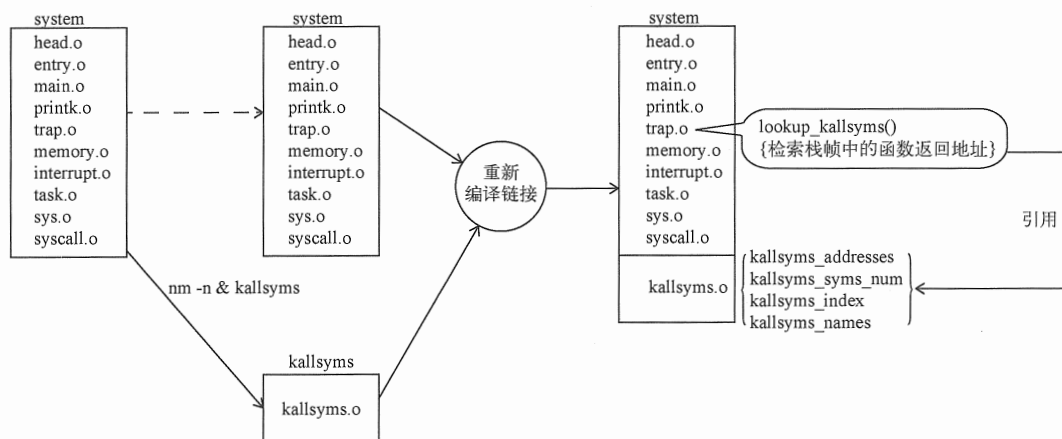 system
head.o
entry.o
main.o
printk.o
trap.o
memory.o
interrupt.o
task.o
sys.o
syscall.o
nm -n & kallsyms
system
head.o
entry.o
main.o
printk.o
trap.o
memory.o
interrupt.o
task.o
sys.o
syscall.o
kallsyms
kallsyms.o
重新
编译链接
system
head.o
entry.o
main.o
printk.o
trap.o
memory.o
interrupt.o
task.o
sys.o
syscall.o
kallsyms.o
lookup_kallsyms()
{检索栈帧中的函数返回地址}
引用
kallsyms_addresses
kallsyms_syms_num
kallsyms_index
kallsyms_names